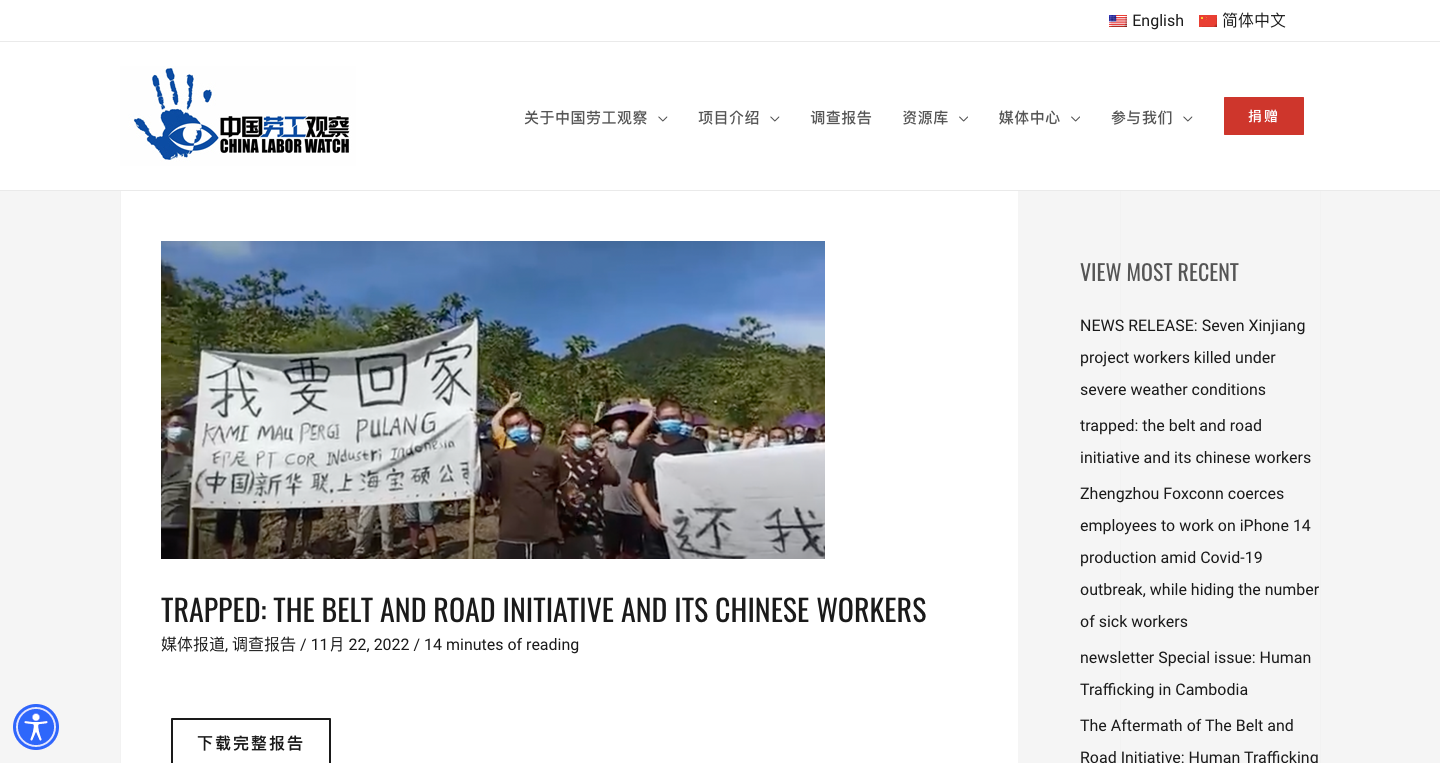 English 简体中文
中国劳工观察
CHINA LABOR WATCH
关于中国劳工观察 项目介绍 调查报告 资源库 媒体中心 参与我们 捐赠
我要回家
KAMI MAU PERGI PULANG
印尼 PT COR INdustri Indonesia
(中国)新华联.上海宝硕公司
还我
TRAPPED: THE BELT AND ROAD INITIATIVE AND ITS CHINESE WORKERS
媒体报道, 调查报告 / 11月 22, 2022 / 14 minutes of reading
下载完整报告
VIEW MOST RECENT
NEWS RELEASE: Seven Xinjiang
project workers killed under
severe weather conditions
trapped: the belt and road
initiative and its chinese workers
Zhengzhou Foxconn coerces
employees to work on iPhone 14
production amid Covid-19
outbreak, while hiding the number
of sick workers
newsletter Special issue: Human
Trafficking in Cambodia
The Aftermath of The Belt and
Road Initiative: Human Trafficking